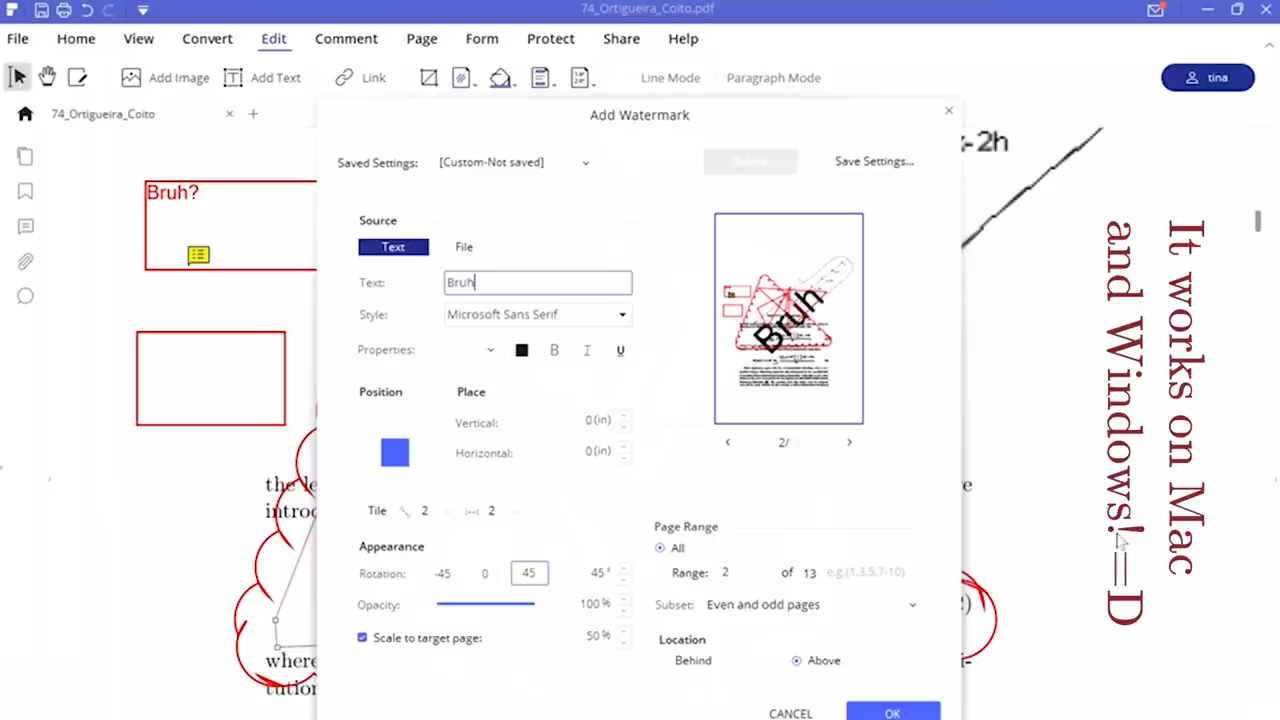 74_Ortigueira_Coito.pdf
File Home View Convert Edit Comment Page Form Protect Share Help
Add Image Add Text Link Line Mode Paragraph Mode tina
74_Ortigueira_Coito
Add Watermark
Saved Settings: [Custom-Not saved] Save Settings...
Bruh?
-2h
Source
Text File
Text: Bruh
Style: Microsoft Sans Serif
Properties: B I U
Bruh
Position Place
Vertical: 0(in)
Horizontal: 0(in)
2/
Tile 2 2
Appearance
Rotation: -45 0 45 45°
Opacity: 100%
Scale to target page: 50%
Page Range
All
Range: 2 of 13 e.g.(1,3,5,7-10)
Subset: Even and odd pages
Location
Behind Above
CANCEL OK
the le
introd
where
tution
It works on Mac
and Windows! =D